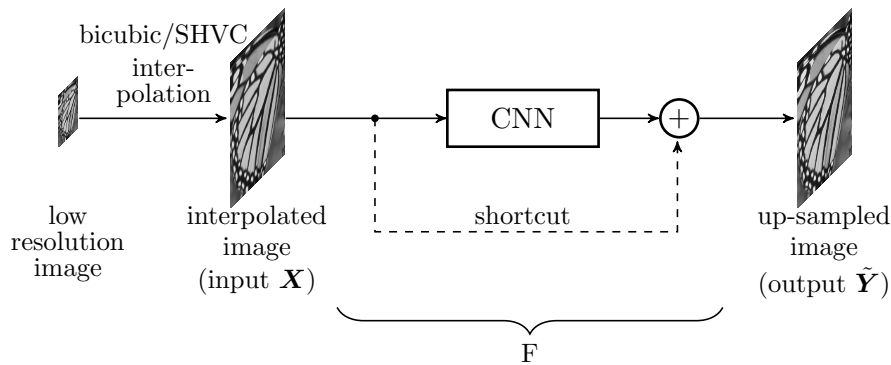 bicubic/SHVC
inter-
polation
CNN
+
shortcut
low
resolution
image
interpolated
image
(input X)
up-sampled
image
(output Ỹ)
F